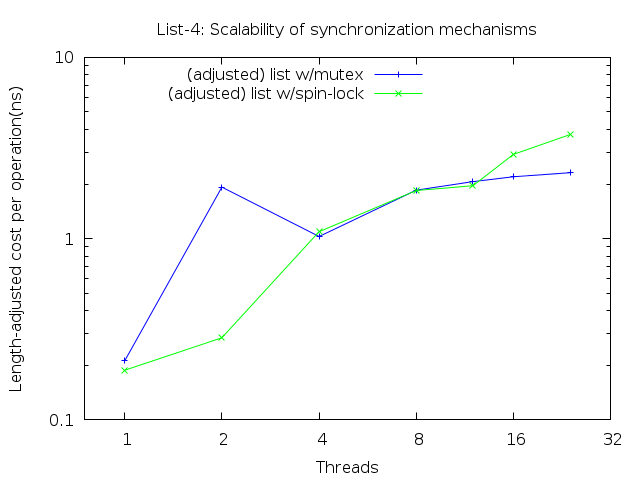 List-4: Scalability of synchronization mechanisms
10
(adjusted) list w/mutex
(adjusted) list w/spin-lock
Length-adjusted cost per operation(ns)
1
0.1
1 2 4 8 16 32
Threads